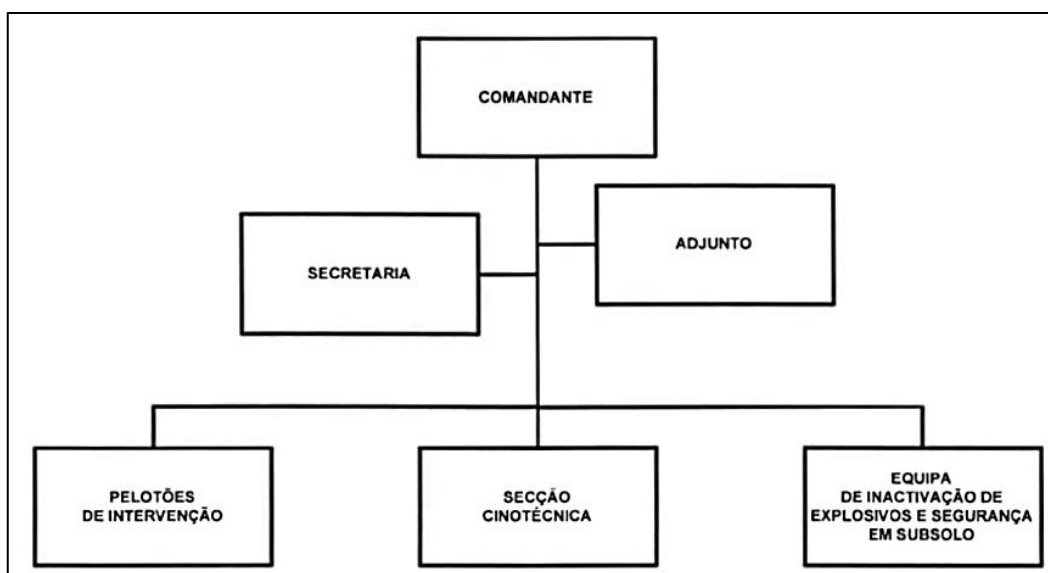 COMANDANTE
ADJUNTO
SECRETARIA
PELOTÕES
DE INTERVENÇÃO
SECÇÃO
CINOTÉCNICA
EQUIPA
DE INACTIVAÇÃO DE
EXPLOSIVOS E SEGURANÇA
EM SUBSOLO